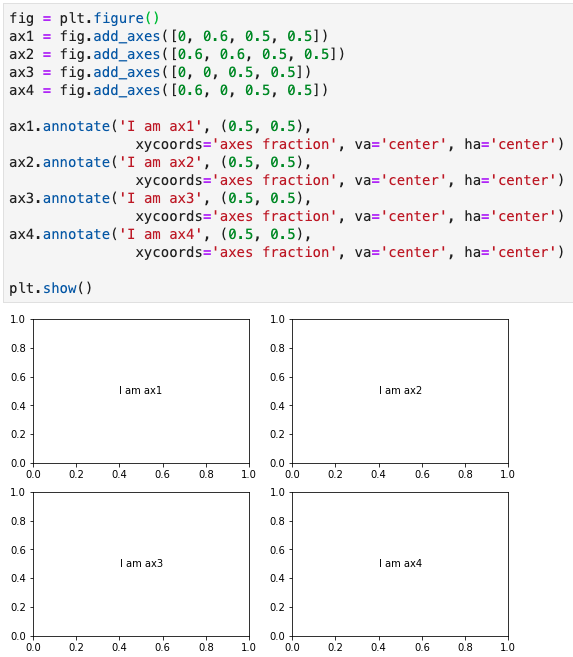 fig = plt.figure()
ax1 = fig.add_axes([0, 0.6, 0.5, 0.5])
ax2 = fig.add_axes([0.6, 0.6, 0.5, 0.5])
ax3 = fig.add_axes([0, 0, 0.5, 0.5])
ax4 = fig.add_axes([0.6, 0, 0.5, 0.5])

ax1.annotate('I am ax1', (0.5, 0.5),
               xycoords='axes fraction', va='center', ha='center')
ax2.annotate('I am ax2', (0.5, 0.5),
               xycoords='axes fraction', va='center', ha='center')
ax3.annotate('I am ax3', (0.5, 0.5),
               xycoords='axes fraction', va='center', ha='center')
ax4.annotate('I am ax4', (0.5, 0.5),
               xycoords='axes fraction', va='center', ha='center')

plt.show()
1.0
0.8
0.6
0.4
0.2
0.0
I am ax1
0.0 0.2 0.4 0.6 0.8 1.0
1.0
0.8
0.6
0.4
0.2
0.0
I am ax2
0.0 0.2 0.4 0.6 0.8 1.0
1.0
0.8
0.6
0.4
0.2
0.0
I am ax3
0.0 0.2 0.4 0.6 0.8 1.0
1.0
0.8
0.6
0.4
0.2
0.0
I am ax4
0.0 0.2 0.4 0.6 0.8 1.0